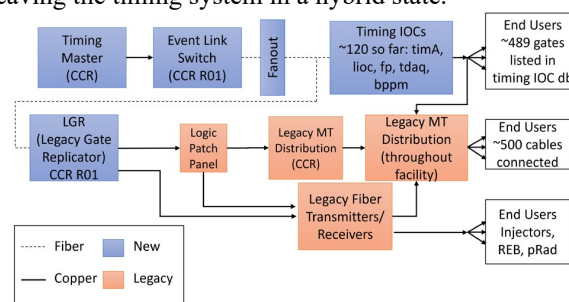 leaving the timing system in a hybrid state.
Timing
Master
(CCR)
Event Link
Switch
(CCR R01)
Fanout
Timing IOCs
~120 so far: timA,
lioc, fp, tdaq,
bppm
End Users
~489 gates
listed in
timing IOC db
LGR
(Legacy Gate
Replicator)
CCR R01
Logic
Patch
Panel
Legacy MT
Distribution
(CCR)
Legacy MT
Distribution
(throughout
facility)
End Users
~500 cables
connected
Legacy Fiber
Transmitters/
Receivers
End Users
Injectors,
REB, pRad
Fiber
New
Copper
Legacy